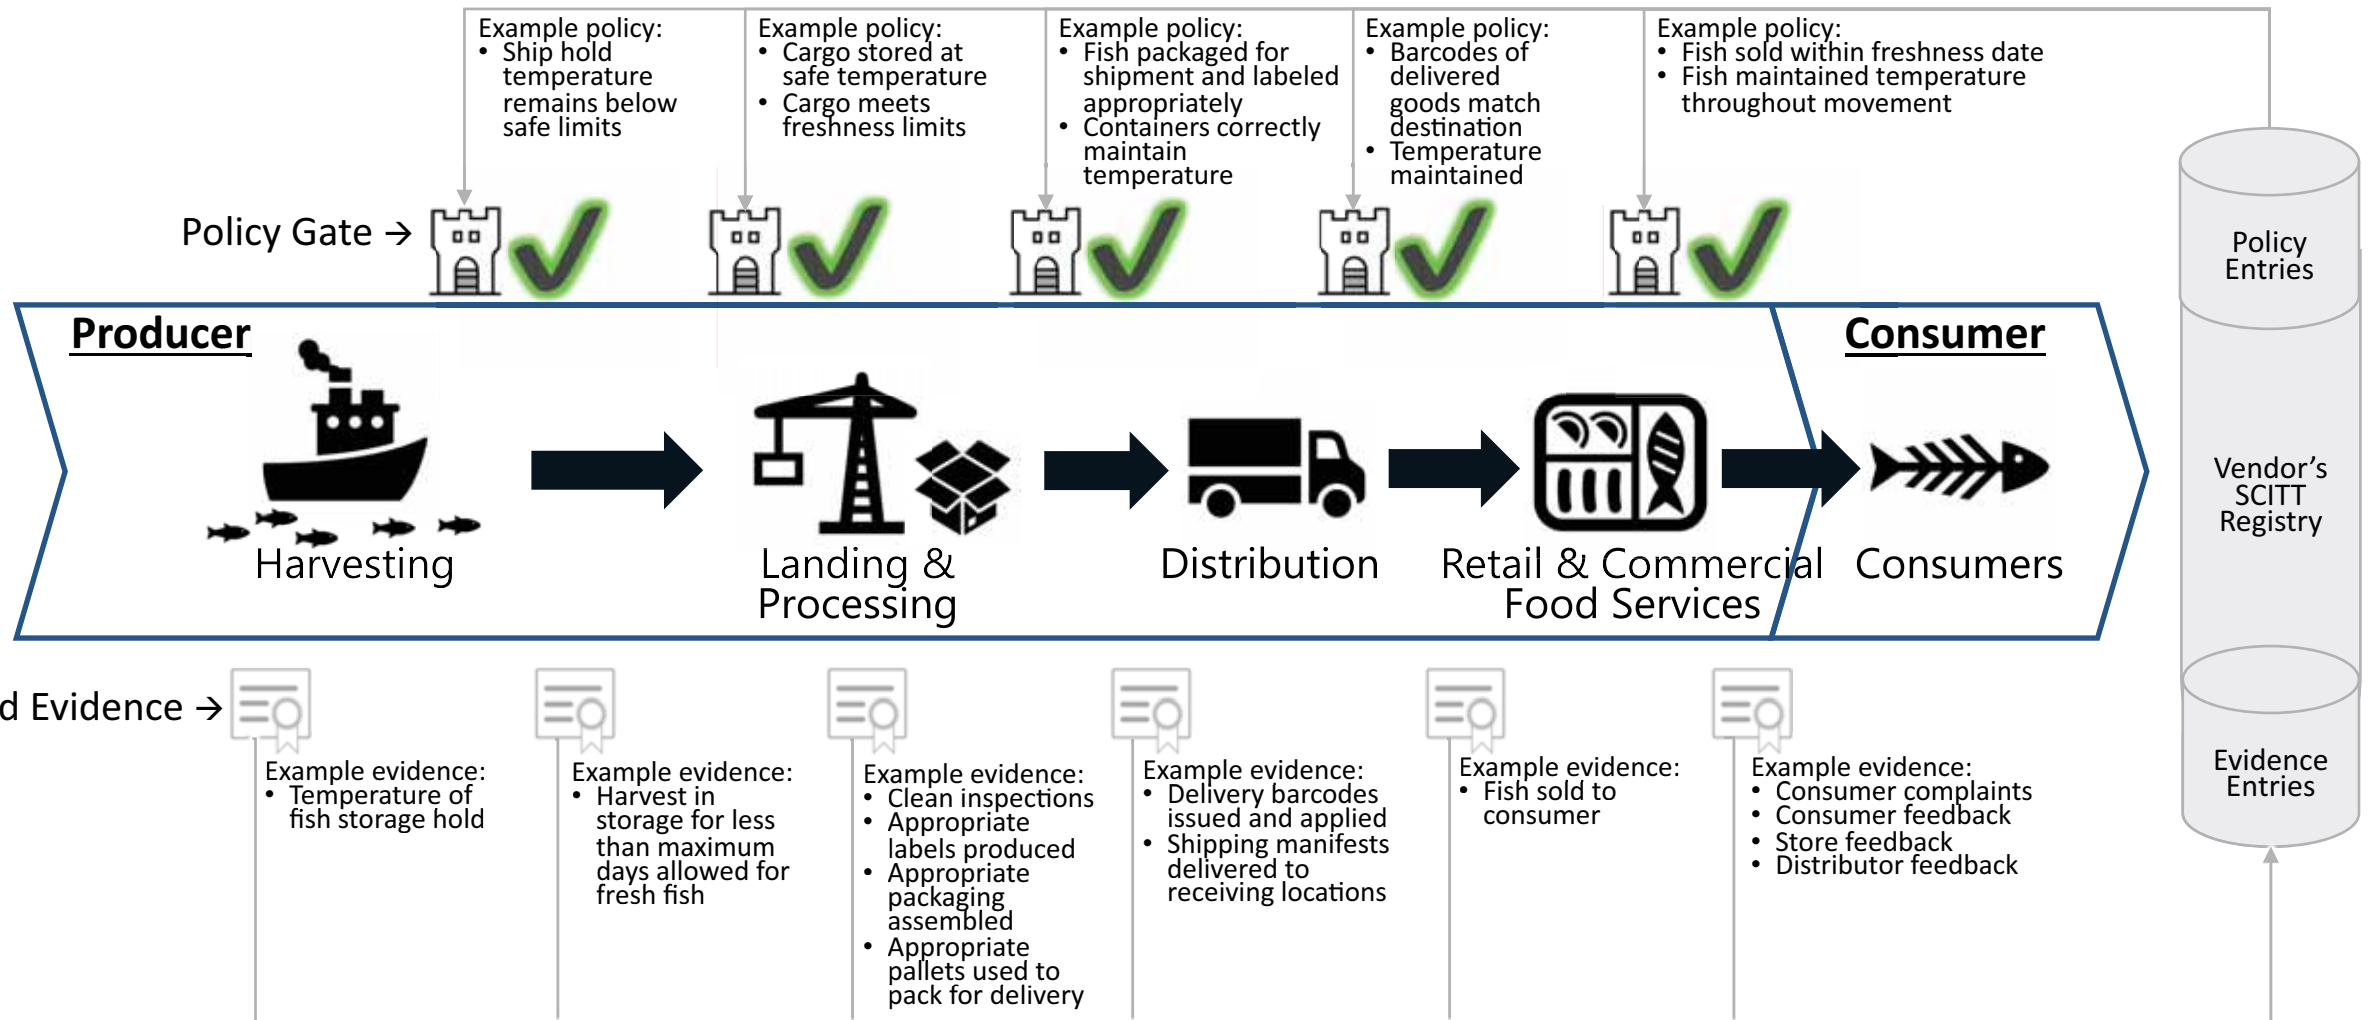 Example policy:
• Ship hold
temperature
remains below
safe limits
Example policy:
• Cargo stored at
safe temperature
• Cargo meets
freshness limits
Example policy:
• Fish packaged for
shipment and labeled
appropriately
• Containers correctly
maintain
temperature
Example policy:
• Barcodes of
delivered
goods match
destination
• Temperature
maintained
Example policy:
• Fish sold within freshness date
• Fish maintained temperature
throughout movement
Policy Gate →
Policy
Entries
Producer
Consumer
Harvesting
Landing &
Processing
Distribution
Retail & Commercial
Food Services
Consumers
Vendor’s
SCITT
Registry
d Evidence →
Example evidence:
• Temperature of
fish storage hold
Example evidence:
• Harvest in
storage for less
than maximum
days allowed for
fresh fish
Example evidence:
• Clean inspections
• Appropriate
labels produced
• Appropriate
packaging
assembled
• Appropriate
pallets used to
pack for delivery
Example evidence:
• Delivery barcodes
issued and applied
• Shipping manifests
delivered to
receiving locations
Example evidence:
• Fish sold to
consumer
Example evidence:
• Consumer complaints
• Consumer feedback
• Store feedback
• Distributor feedback
Evidence
Entries